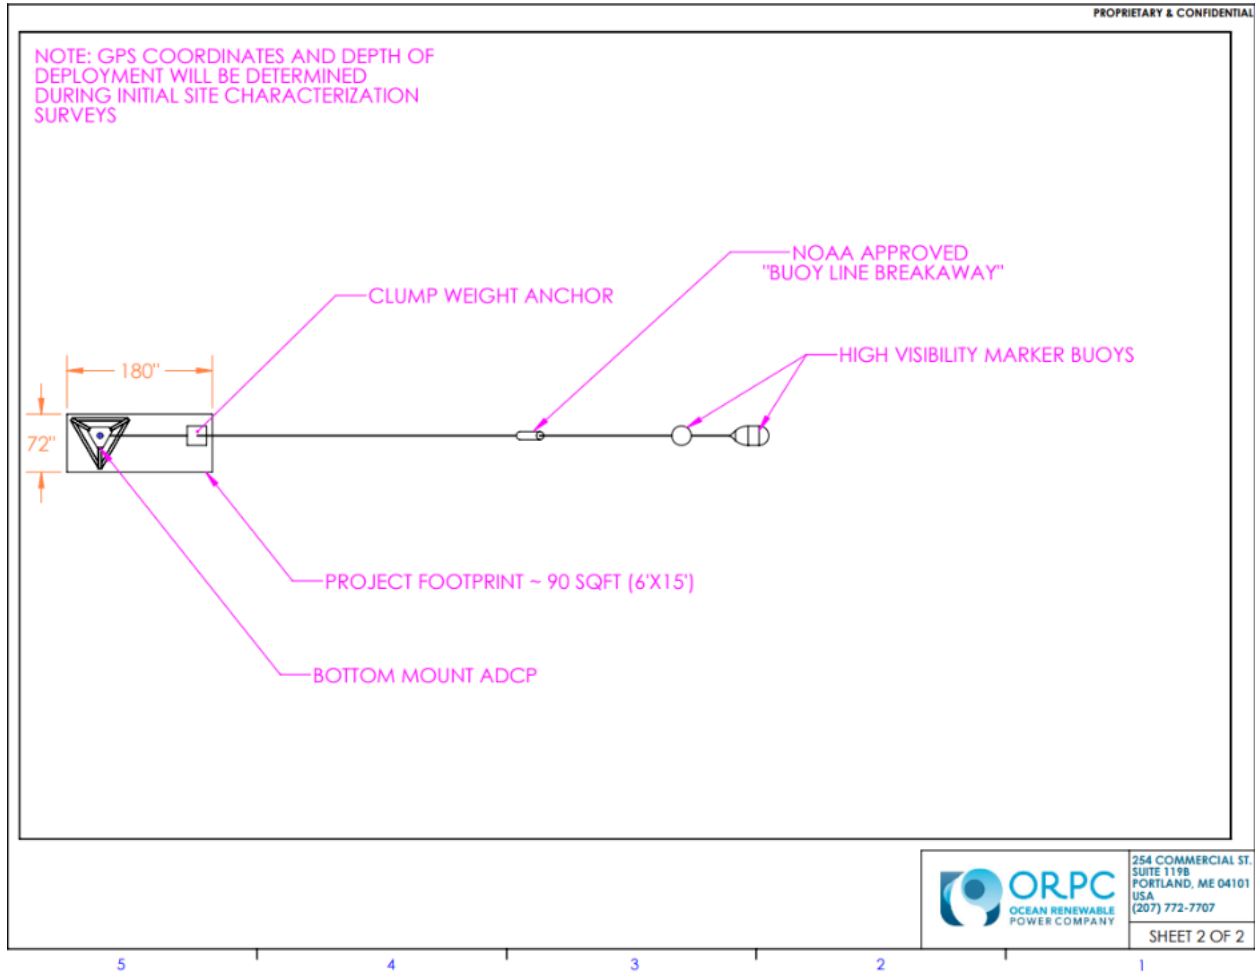 PROPRIETARY & CONFIDENTIAL
NOTE: GPS COORDINATES AND DEPTH OF
DEPLOYMENT WILL BE DETERMINED
DURING INITIAL SITE CHARACTERIZATION
SURVEYS
NOAA APPROVED
"BUOY LINE BREAKAWAY"
CLUMP WEIGHT ANCHOR
HIGH VISIBILITY MARKER BUOYS
180"
72"
PROJECT FOOTPRINT ~ 90 SQFT (6'X15')
BOTTOM MOUNT ADCP
ORPC
OCEAN RENEWABLE
POWER COMPANY
254 COMMERCIAL ST.
SUITE 119B
PORTLAND, ME 04101
USA
(207) 772-7707
SHEET 2 OF 2
5
4
3
2
1